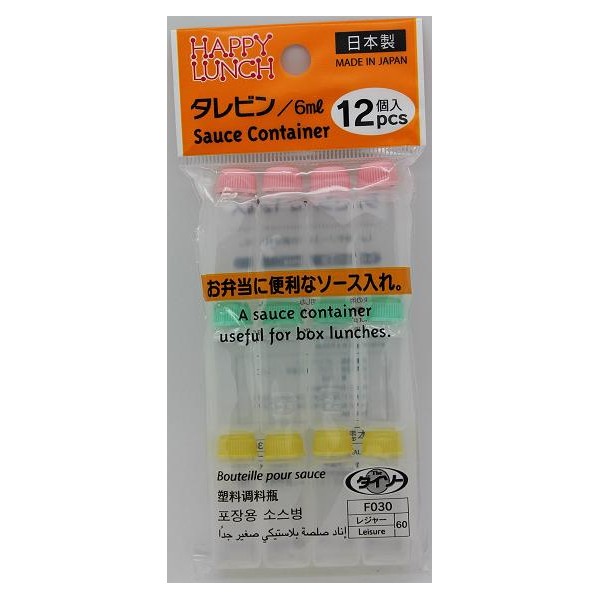 HAPPY
LUNCH
日本製
MADE IN JAPAN
タレビン/6ml
Sauce Container
12個入
pcs
お弁当に便利なソース入れ。
A sauce container
useful for box lunches.
Bouteille pour sauce
塑料调料瓶
포장용 소스병
إناد صلصة بلاستيكي صغير جداً
The
ダイソー
F030
レジャー
Leisure
60